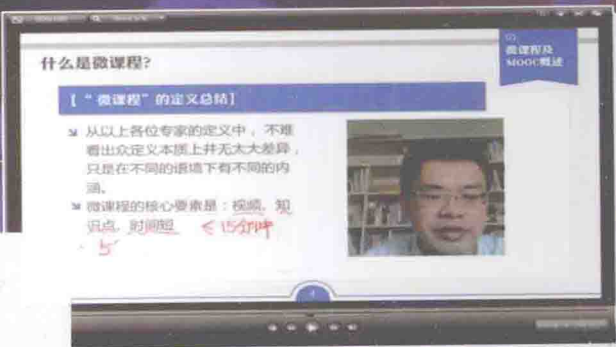 什么是微课程?
微课程及
MOOC概述
【“微课程”的定义总结】
从以上各位专家的定义中，不难
看出众定义本质上并无太大差异，
只是在不同的语境下有不同的内
涵。
微课程的核心要素是：视频、知
识点、时间短 ≤15分钟
5
4